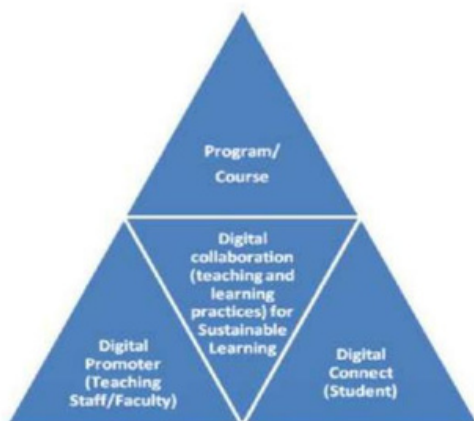 Program/
Course
Digital
collaboration
(teaching and
learning
practices) for
Sustainable
Learning
Digital
Promoter
(Teaching
Staff/Faculty)
Digital
Connect
(Student)